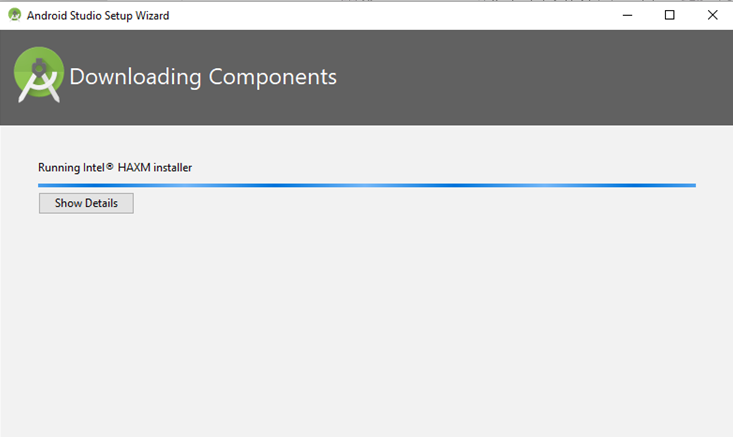 Android Studio Setup Wizard
Downloading Components
Running Intel® HAXM installer
Show Details